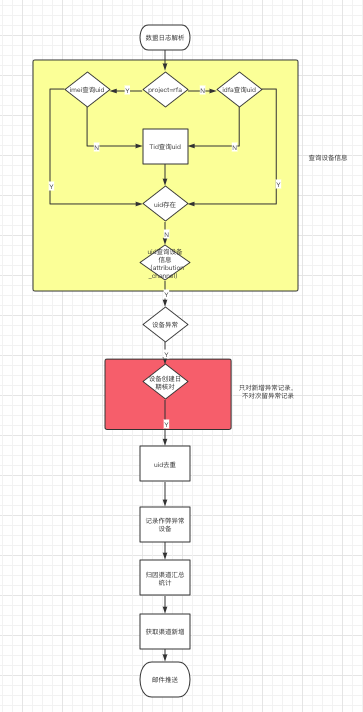 数盟日志解析
imei查询uid
Y
project=rfa
N
idfa查询uid
N
Tid查询uid
N
查询设备信息
Y
Y
uid存在
N
uid查询设备
信息
(attribution
_channel)
Y
设备异常
Y
设备创建日
期核对
只对新增异常记录,
不对次留异常记录
Y
uid去重
记录作弊异常
设备
归因渠道汇总
统计
获取渠道新增
邮件推送